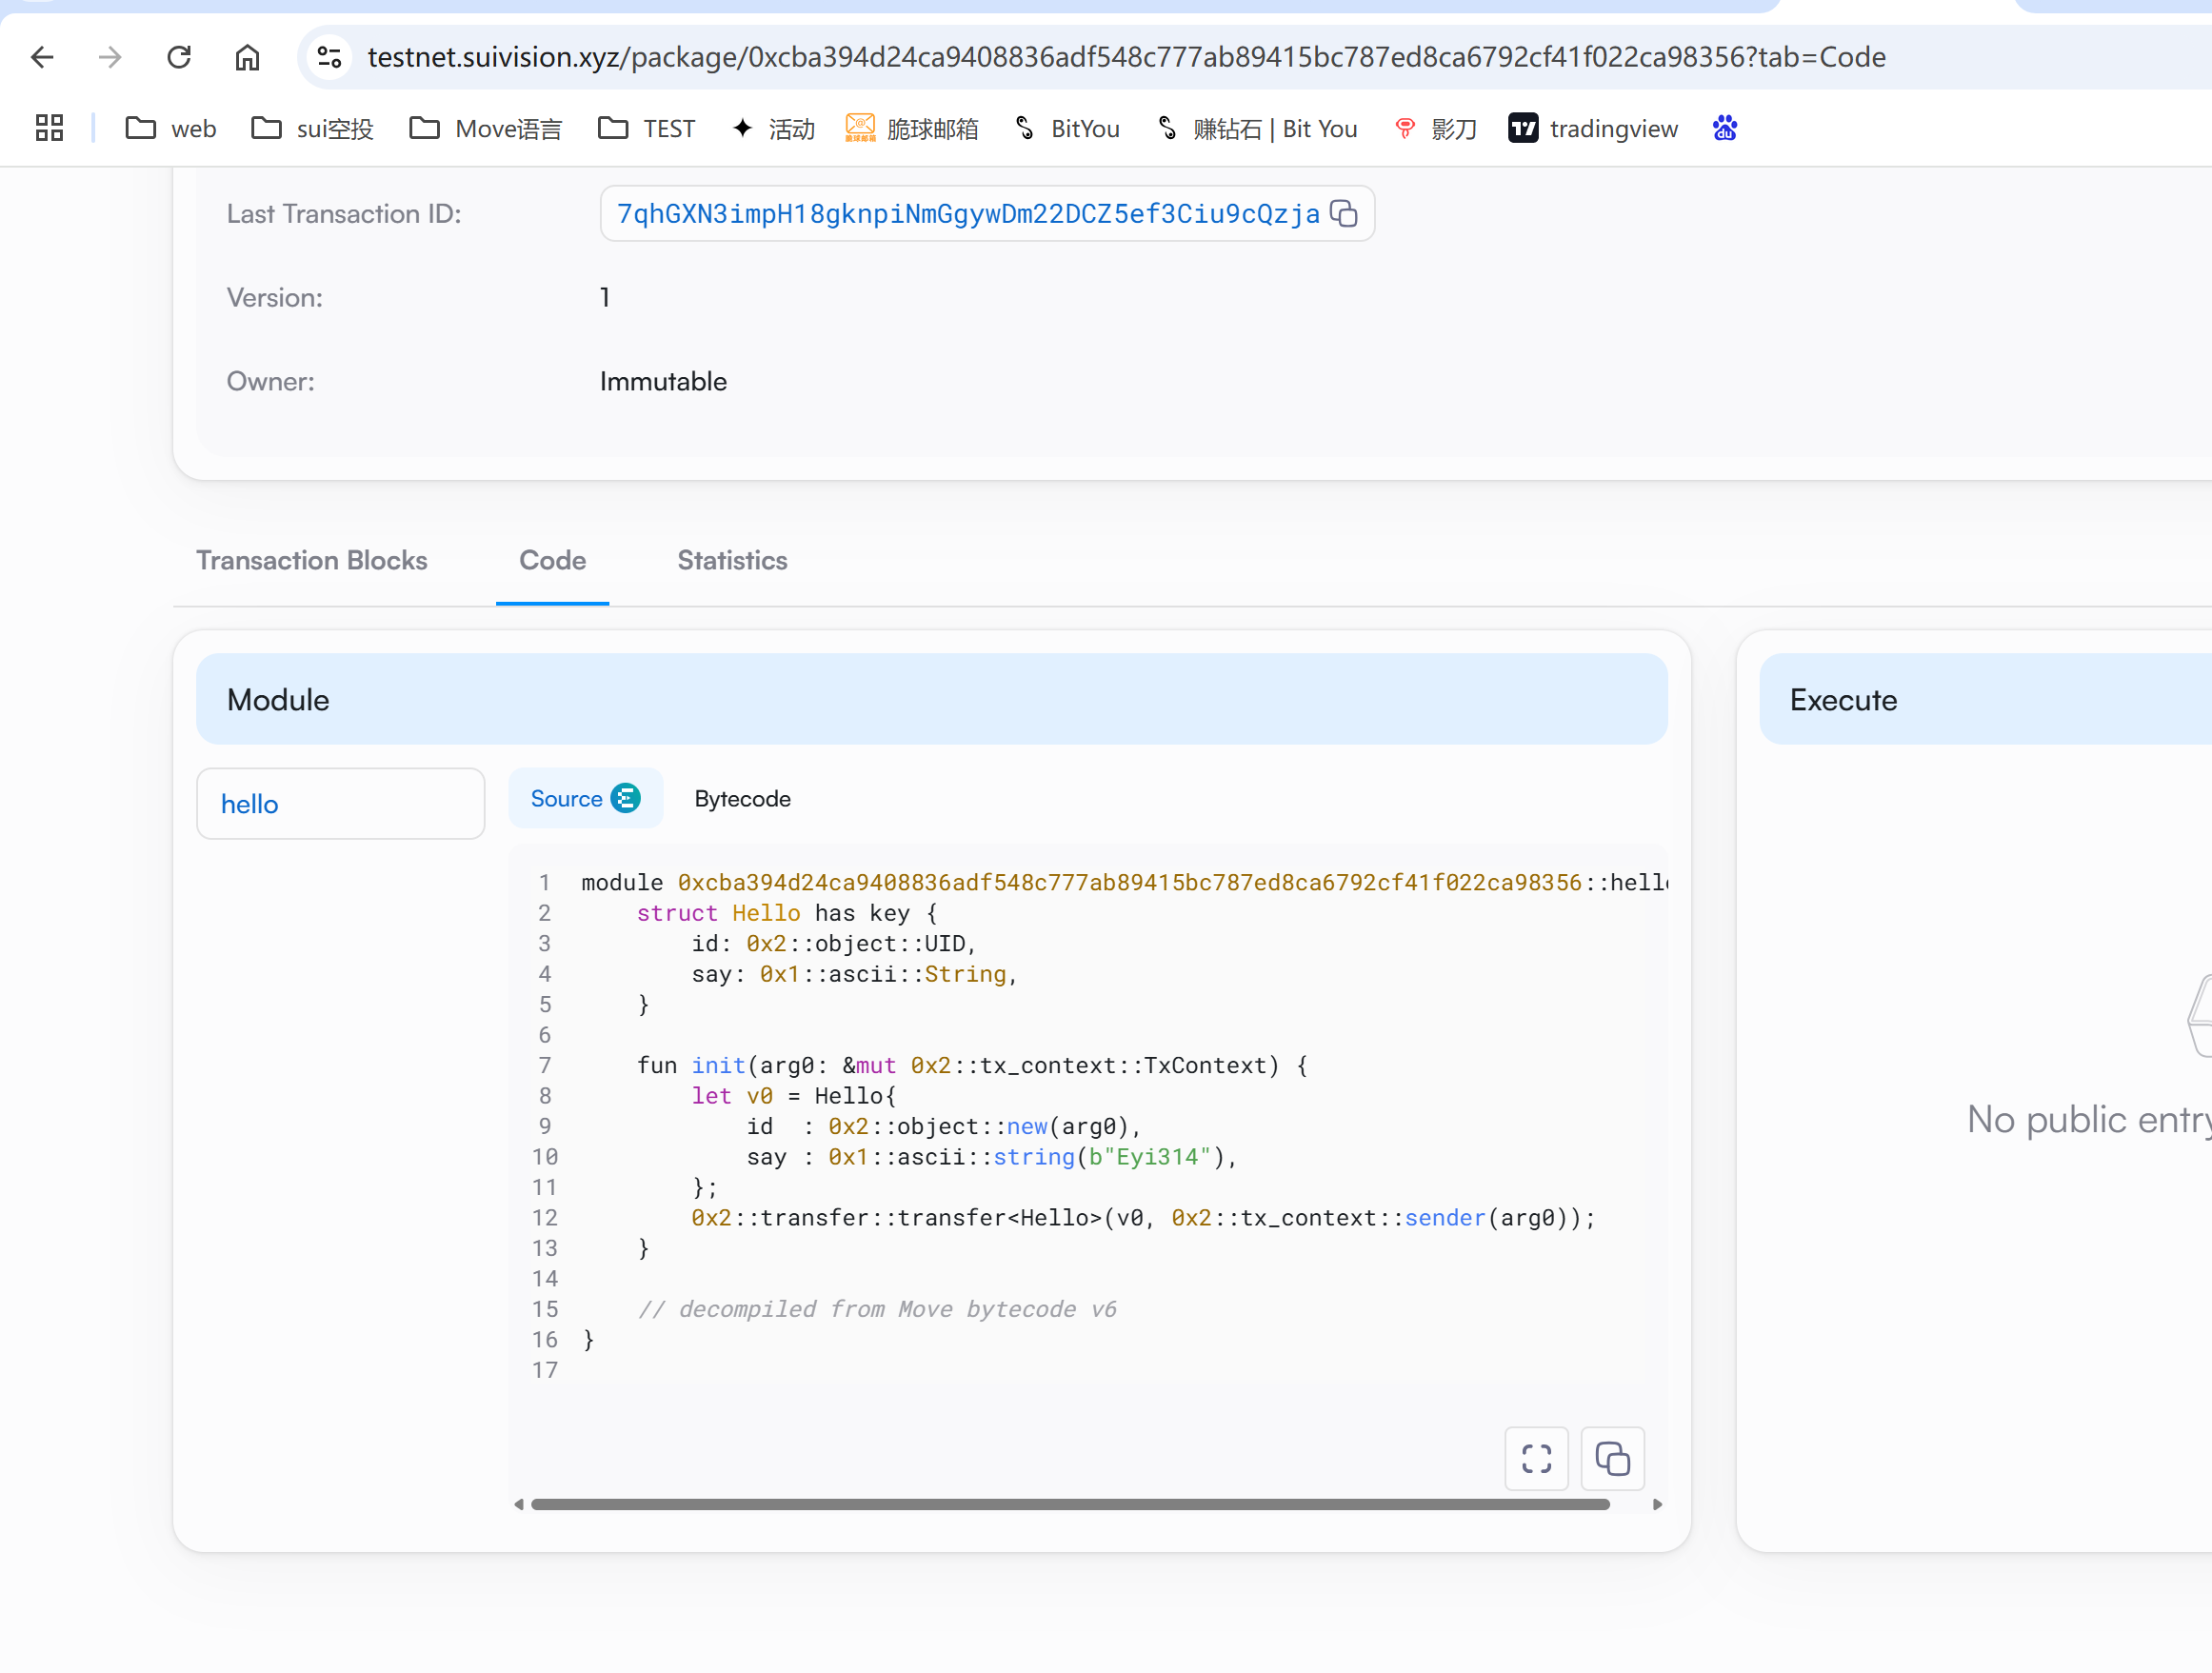 testnet.suivision.xyz/package/0xcba394d24ca9408836adf548c777ab89415bc787ed8ca6792cf41f022ca98356?tab=Code
web sui空投 Move语言 TEST 活动 脆球邮箱 BitYou 赚钻石 | Bit You 影刀 tradingview
Last Transaction ID: 7qhGXN3impH18gknpiNmGgywDm22DCZ5ef3Ciu9cQzja
Version: 1
Owner: Immutable
Transaction Blocks Code Statistics
Module
Execute
hello
Source Bytecode
1 module 0xcba394d24ca9408836adf548c777ab89415bc787ed8ca6792cf41f022ca98356::hell
2 struct Hello has key {
3 id: 0x2::object::UID,
4 say: 0x1::ascii::String,
5 }
6
7 fun init(arg0: &mut 0x2::tx_context::TxContext) {
8 let v0 = Hello{
9 id  : 0x2::object::new(arg0),
10 say : 0x1::ascii::string(b"Eyi314"),
11 };
12 0x2::transfer::transfer<Hello>(v0, 0x2::tx_context::sender(arg0));
13 }
14
15 // decompiled from Move bytecode v6
16 }
17
No public entry